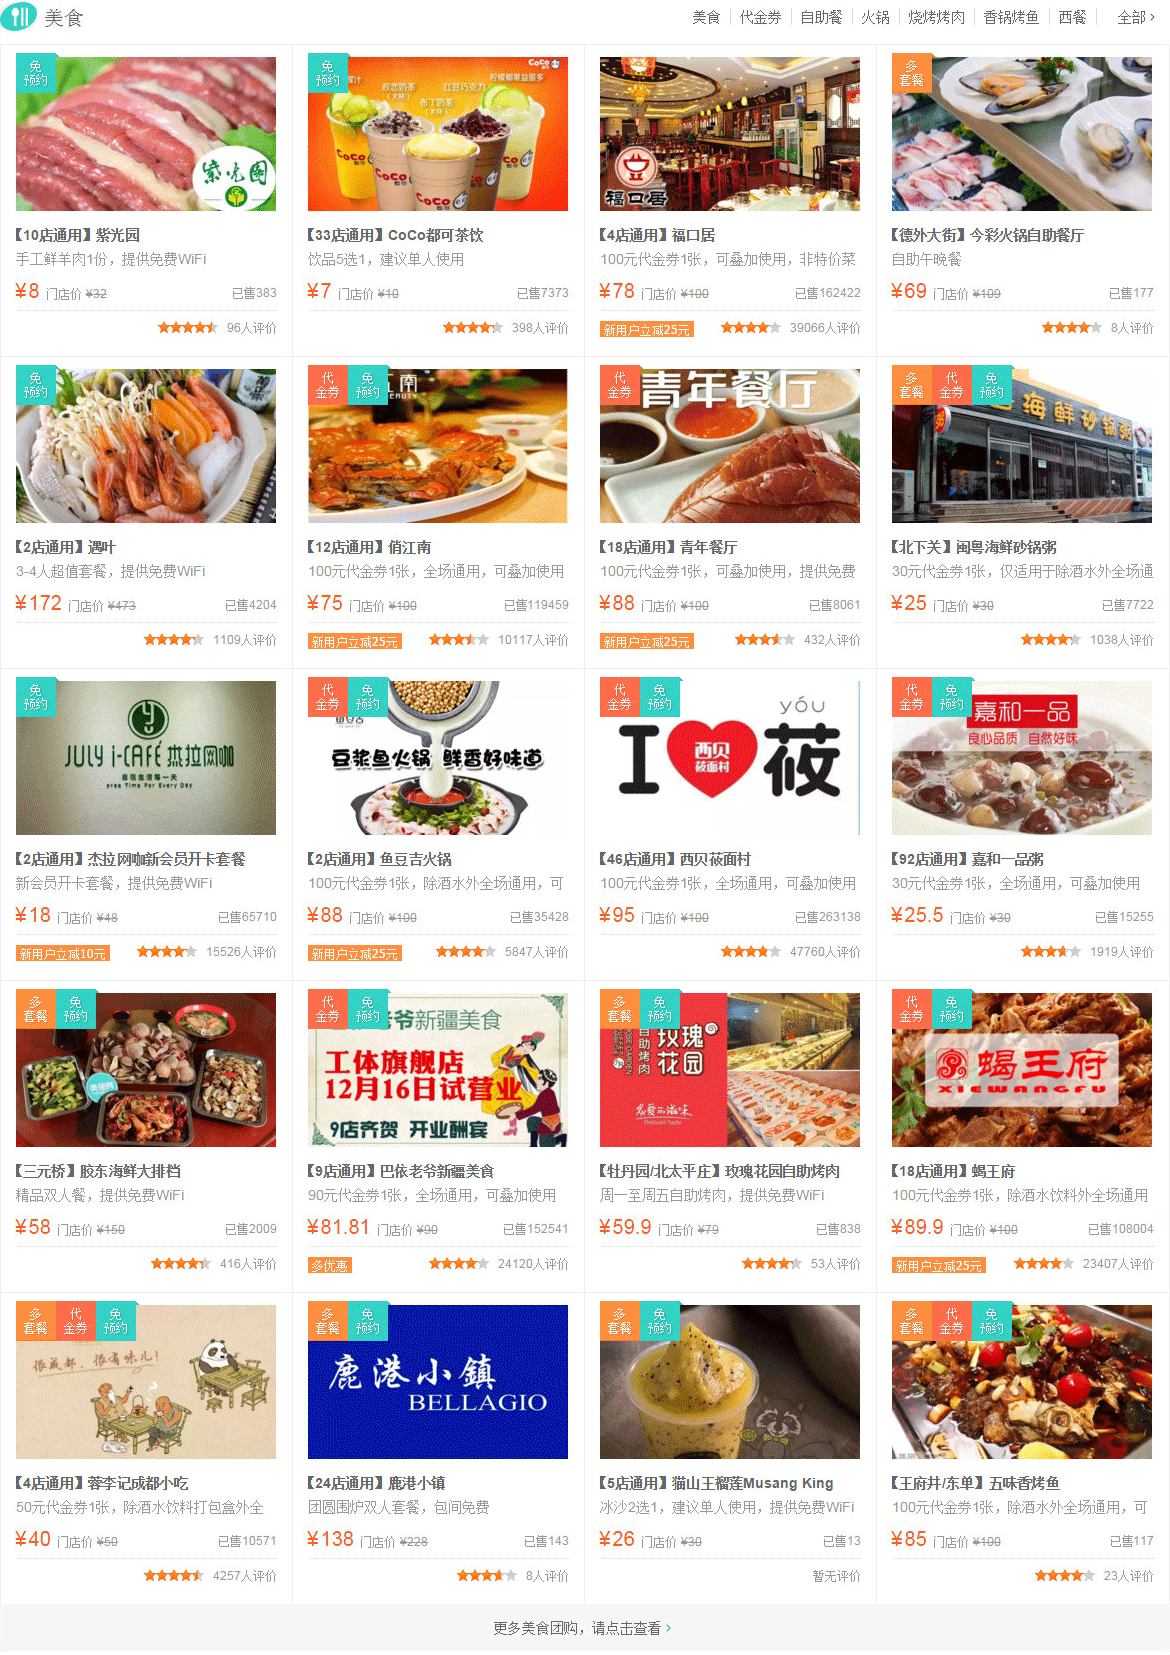 美食
美食 代金券 自助餐 火锅 烧烤烤肉 香锅烤鱼 西餐 全部 >
免
预约
紫光园
【10店通用】紫光园
手工鲜羊肉1份，提供免费WiFi
¥8 门店价 ¥32 已售383
96人评价
免
预约
CoCo
双恋奶茶
(大杯)
布丁奶茶
(大杯)
红豆巧克力
柠檬椰果益菌多
【33店通用】CoCo都可茶饮
饮品5选1，建议单人使用
¥7 门店价 ¥10 已售7373
398人评价
福口居
【4店通用】福口居
100元代金券1张，可叠加使用，非特价菜
¥78 门店价 ¥100 已售162422
新用户立减25元 39066人评价
多
套餐
【德外大街】今彩火锅自助餐厅
自助午晚餐
¥69 门店价 ¥109 已售177
8人评价
免
预约
【2店通用】遇叶
3-4人超值套餐，提供免费WiFi
¥172 门店价 ¥473 已售4204
1109人评价
代
金券
免
预约
江南
【12店通用】俏江南
100元代金券1张，全场通用，可叠加使用
¥75 门店价 ¥100 已售119459
新用户立减25元 10117人评价
代
金券
青年餐厅
【18店通用】青年餐厅
100元代金券1张，可叠加使用，提供免费
¥88 门店价 ¥100 已售8061
新用户立减25元 432人评价
多
套餐
代
金券
免
预约
海鲜砂锅粥
【北下关】闽粤海鲜砂锅粥
30元代金券1张，仅适用于除酒水外全场通
¥25 门店价 ¥30 已售7722
1038人评价
免
预约
JULY i-CAFÉ 杰拉网咖
自在生活每一天
Free Time For Every Day
【2店通用】杰拉网咖新会员开卡套餐
新会员开卡套餐，提供免费WiFi
¥18 门店价 ¥48 已售65710
新用户立减10元 15526人评价
代
金券
免
预约
豆浆鱼火锅 鲜香好味道
【2店通用】鱼豆吉火锅
100元代金券1张，除酒水外全场通用，可
¥88 门店价 ¥100 已售35428
新用户立减25元 5847人评价
代
金券
免
预约
yóu
I 西贝
莜面村 莜
【46店通用】西贝莜面村
100元代金券1张，全场通用，可叠加使用
¥95 门店价 ¥100 已售263138
47760人评价
代
金券
免
预约
嘉和一品
良心品质 自然好味
【92店通用】嘉和一品粥
30元代金券1张，全场通用，可叠加使用
¥25.5 门店价 ¥30 已售15255
1919人评价
多
套餐
免
预约
【三元桥】胶东海鲜大排档
精品双人餐，提供免费WiFi
¥58 门店价 ¥150 已售2009
416人评价
代
金券
免
预约
老爷新疆美食
工体旗舰店
12月16日试营业
9店齐贺 开业酬宾
【9店通用】巴依老爷新疆美食
90元代金券1张，全场通用，可叠加使用
¥81.81 门店价 ¥90 已售152541
多优惠 24120人评价
多
套餐
免
预约
自助烤肉
玫瑰
花园
【牡丹园/北太平庄】玫瑰花园自助烤肉
周一至周五自助烤肉，提供免费WiFi
¥59.9 门店价 ¥79 已售838
53人评价
代
金券
免
预约
蝎王府
XIEWANGFU
【18店通用】蝎王府
100元代金券1张，除酒水饮料外全场通用
¥89.9 门店价 ¥100 已售108004
新用户立减25元 23407人评价
多
套餐
代
金券
免
预约
很成都，很有味儿！
【4店通用】蓉李记成都小吃
50元代金券1张，除酒水饮料打包盒外全
¥40 门店价 ¥50 已售10571
4257人评价
多
套餐
免
预约
鹿港小鎮
BELLAGIO
【24店通用】鹿港小镇
团圆围炉双人套餐，包间免费
¥138 门店价 ¥228 已售143
8人评价
多
套餐
免
预约
【5店通用】猫山王榴莲Musang King
冰沙2选1，建议单人使用，提供免费WiFi
¥26 门店价 ¥30 已售13
暂无评价
多
套餐
代
金券
免
预约
【王府井/东单】五味香烤鱼
100元代金券1张，除酒水外全场通用，可
¥85 门店价 ¥100 已售117
23人评价
更多美食团购，请点击查看 >